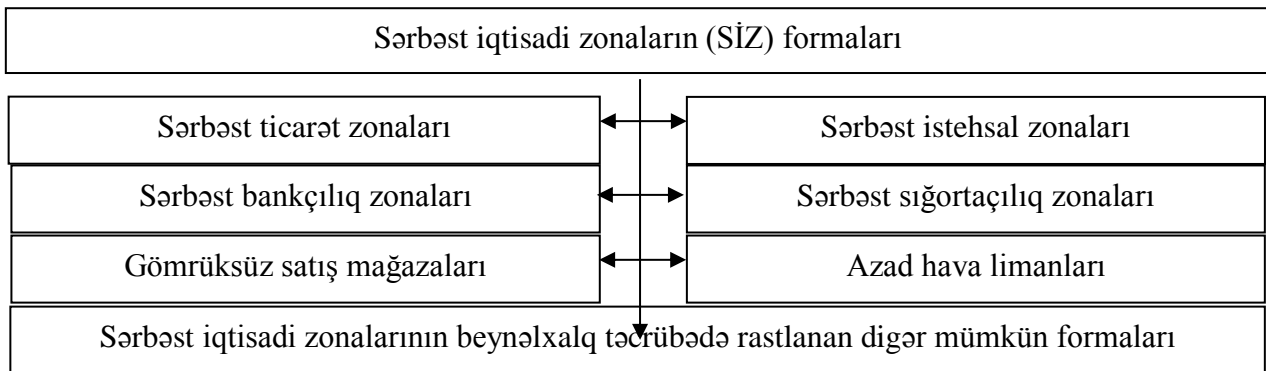 Sərbəst iqtisadi zonaların (SİZ) formaları
Sərbəst ticarət zonaları
Sərbəst istehsal zonaları
Sərbəst bankçılıq zonaları
Sərbəst sığortaçılıq zonaları
Gömrüksüz satış mağazaları
Azad hava limanları
Sərbəst iqtisadi zonalarının beynəlxalq təcrübədə rastlanan digər mümkün formaları